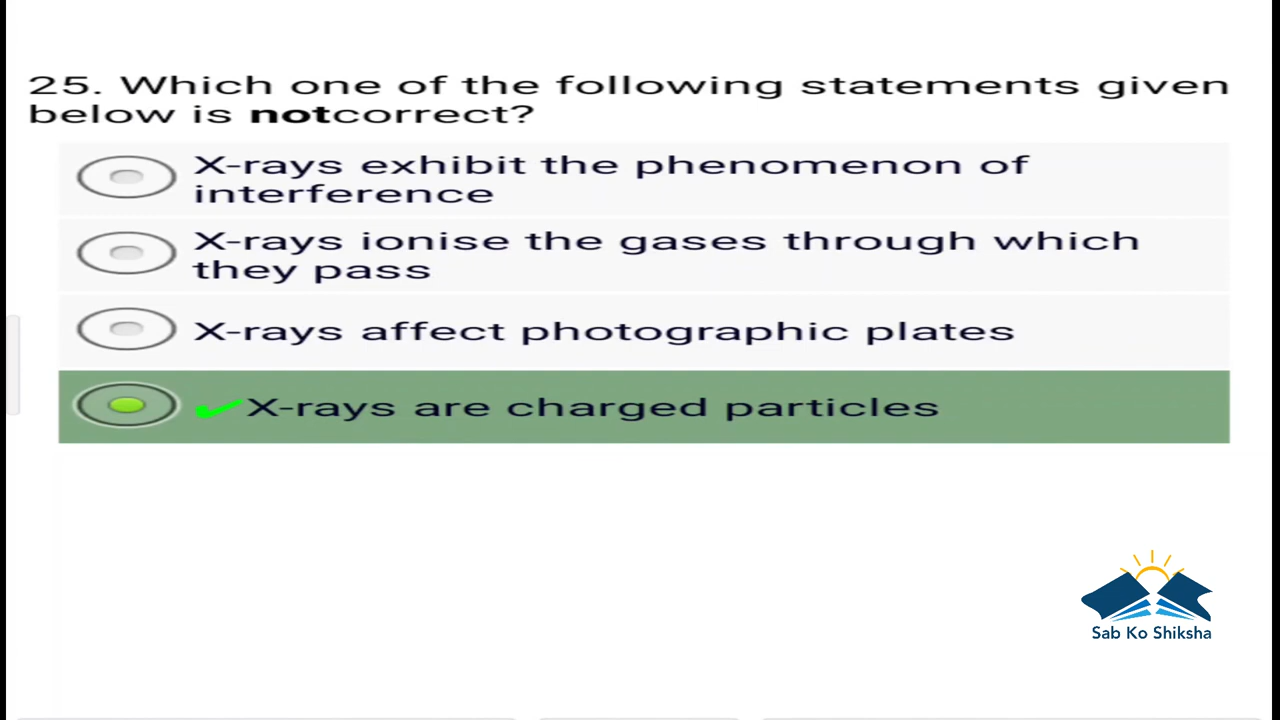 25. Which one of the following statements given
below is notcorrect?
X-rays exhibit the phenomenon of
interference
X-rays ionise the gases through which
they pass
X-rays affect photographic plates
X-rays are charged particles
Sab Ko Shiksha